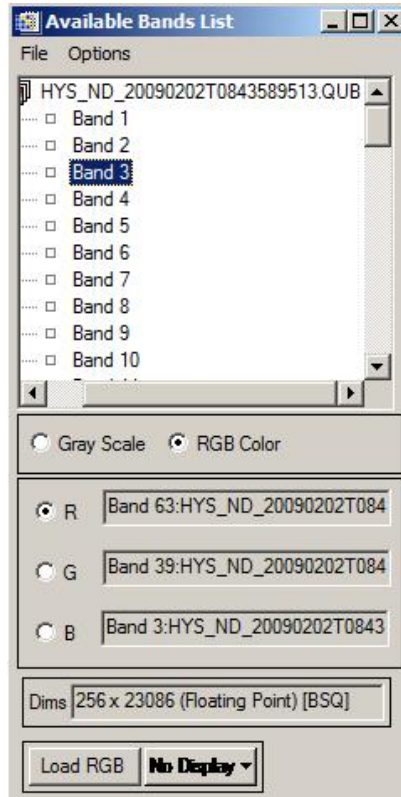 Available Bands List
File Options
HYS_ND_20090202T0843589513.QUB
Band 1
Band 2
Band 3
Band 4
Band 5
Band 6
Band 7
Band 8
Band 9
Band 10
Gray Scale RGB Color
R Band 63:HYS_ND_20090202T084
G Band 39:HYS_ND_20090202T084
B Band 3:HYS_ND_20090202T0843
Dims 256 x 23086 (Floating Point) [BSQ]
Load RGB No Display